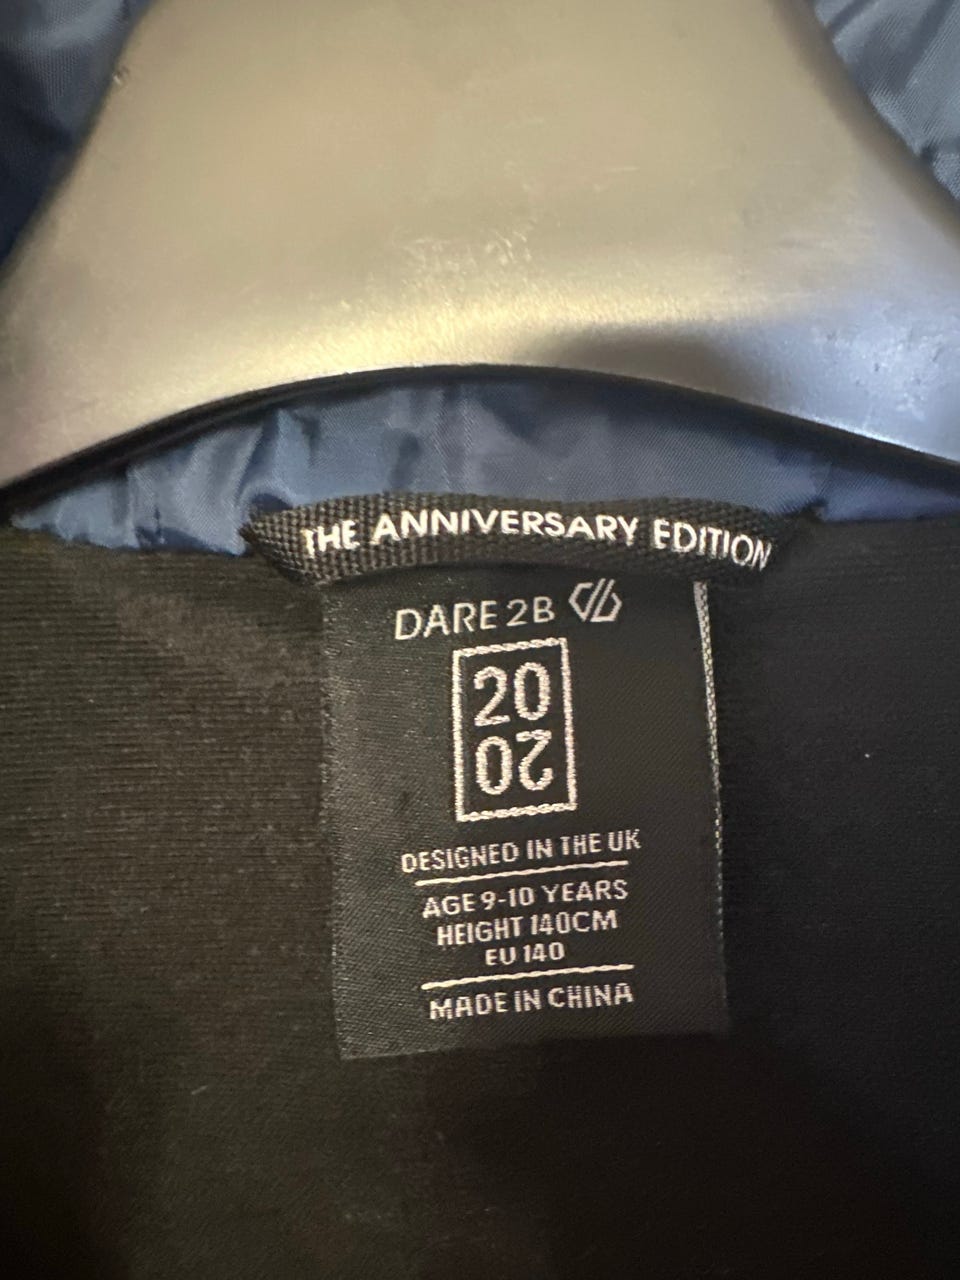 THE ANNIVERSARY EDITION
DARE 2B
20
02
DESIGNED IN THE UK
AGE 9-10 YEARS
HEIGHT 140CM
EU 140
MADE IN CHINA